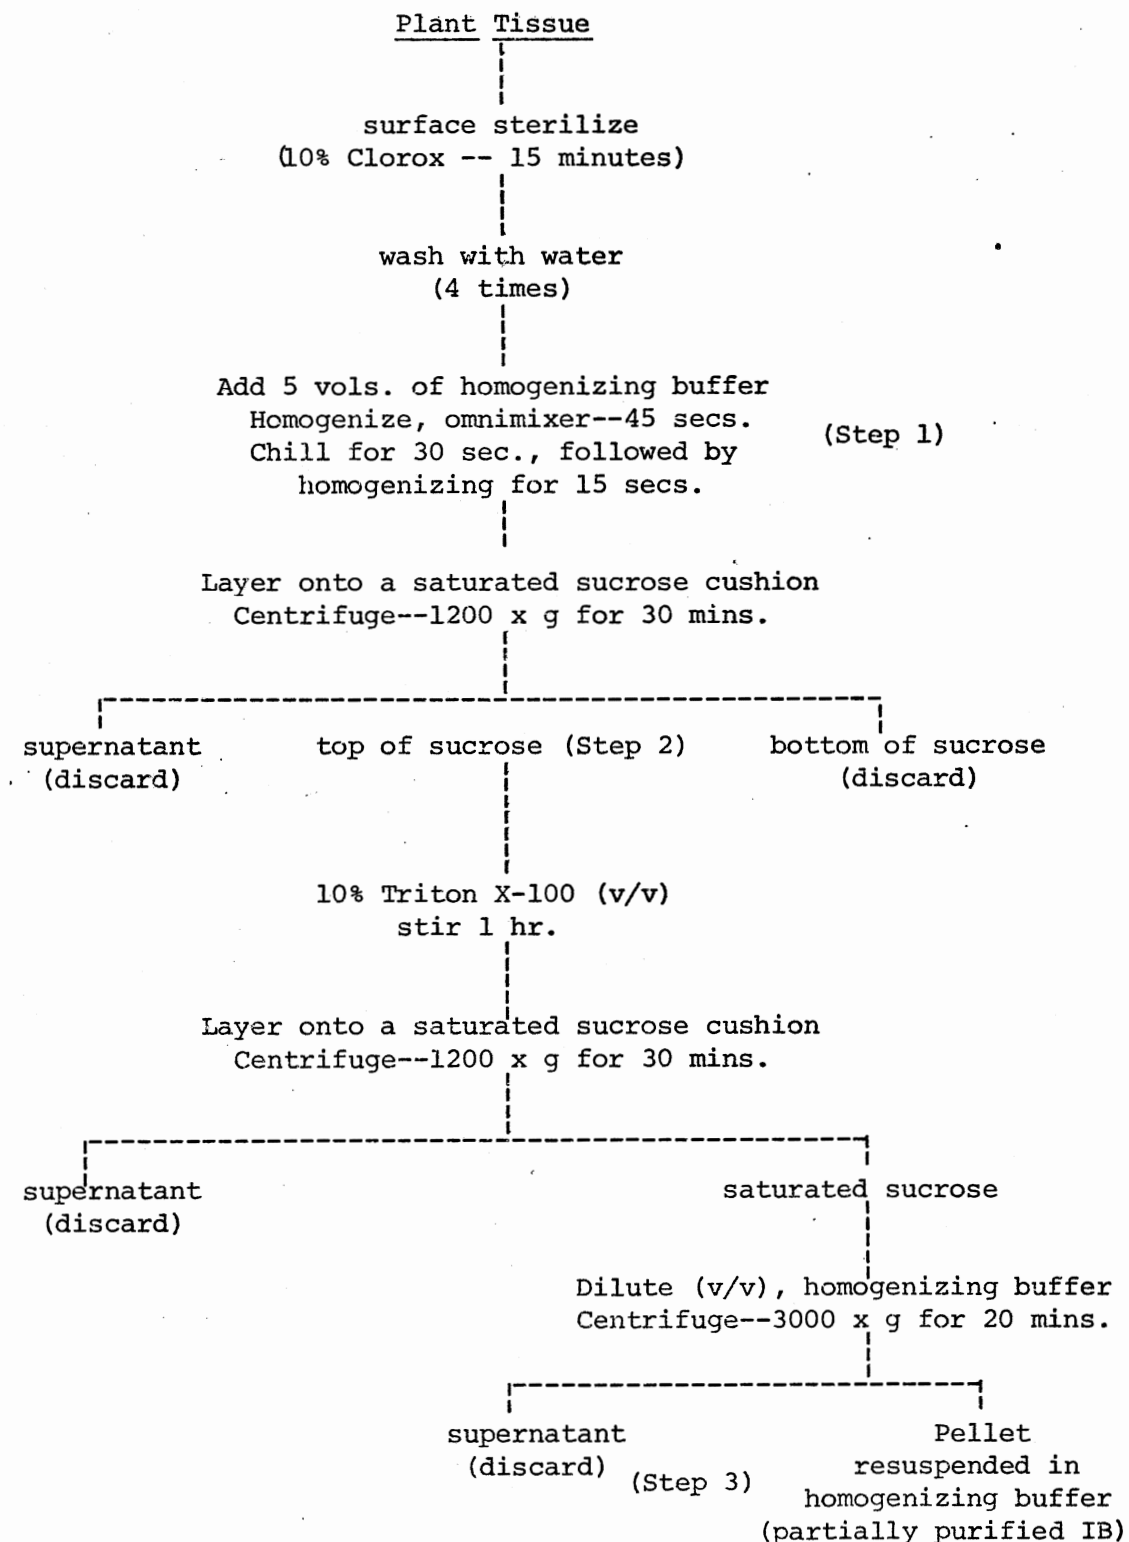 Plant Tissue
surface sterilize
(10% Clorox -- 15 minutes)
wash with water
(4 times)
Add 5 vols. of homogenizing buffer
Homogenize, omnimixer--45 secs.
(Step 1)
Chill for 30 sec., followed by
homogenizing for 15 secs.
Layer onto a saturated sucrose cushion
Centrifuge--1200 x g for 30 mins.
supernatant
(discard)
top of sucrose (Step 2)
bottom of sucrose
(discard)
10% Triton X-100 (v/v)
stir 1 hr.
Layer onto a saturated sucrose cushion
Centrifuge--1200 x g for 30 mins.
supernatant
(discard)
saturated sucrose
Dilute (v/v), homogenizing buffer
Centrifuge--3000 x g for 20 mins.
supernatant
(discard)
(Step 3)
Pellet
resuspended in
homogenizing buffer
(partially purified IB)